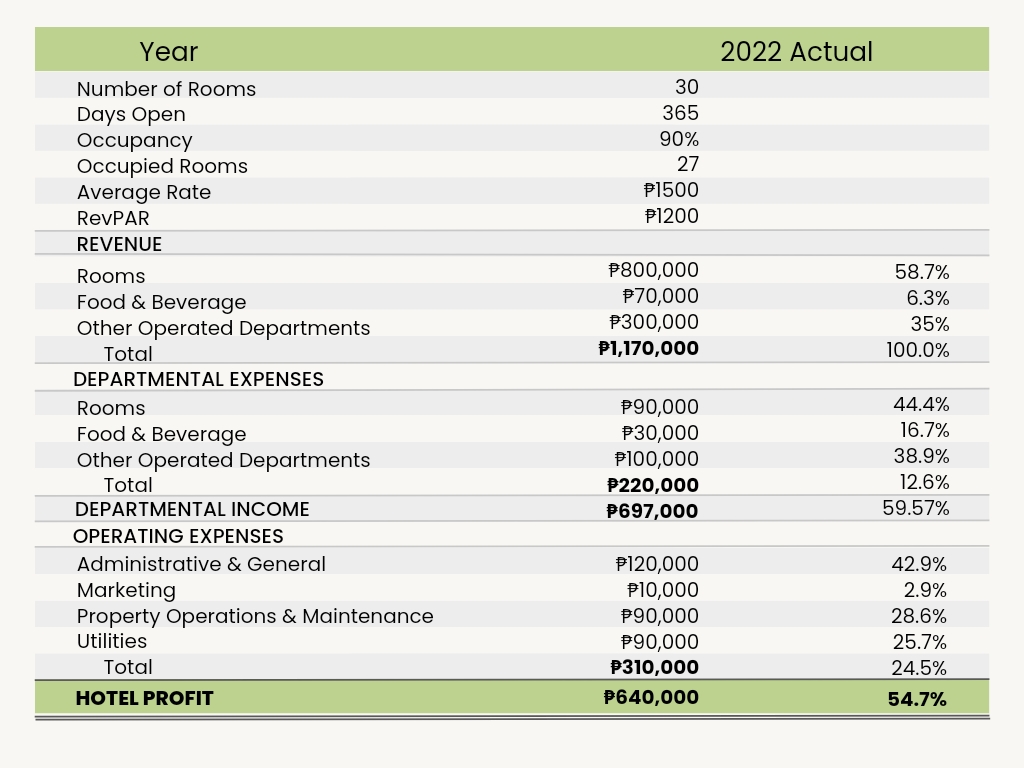 Year 2022 Actual
Number of Rooms 30
Days Open 365
Occupancy 90%
Occupied Rooms 27
Average Rate ₱1500
RevPAR ₱1200
REVENUE
Rooms ₱800,000 58.7%
Food & Beverage ₱70,000 6.3%
Other Operated Departments ₱300,000 35%
Total ₱1,170,000 100.0%
DEPARTMENTAL EXPENSES
Rooms ₱90,000 44.4%
Food & Beverage ₱30,000 16.7%
Other Operated Departments ₱100,000 38.9%
Total ₱220,000 12.6%
DEPARTMENTAL INCOME ₱697,000 59.57%
OPERATING EXPENSES
Administrative & General ₱120,000 42.9%
Marketing ₱10,000 2.9%
Property Operations & Maintenance ₱90,000 28.6%
Utilities ₱90,000 25.7%
Total ₱310,000 24.5%
HOTEL PROFIT ₱640,000 54.7%